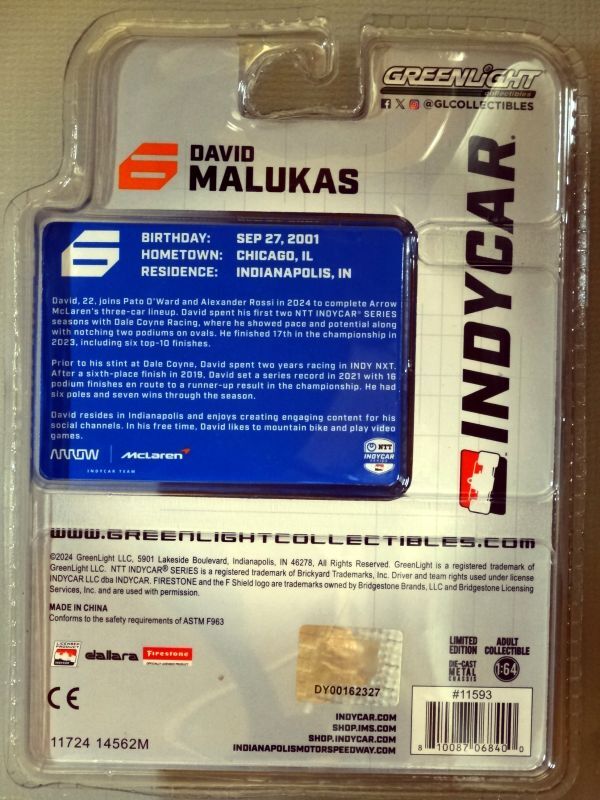 GREENLIGHT
collectibles
@GLCOLLECTIBLES
6 DAVID
MALUKAS
INDYCAR®
6
BIRTHDAY: SEP 27, 2001
HOMETOWN: CHICAGO, IL
RESIDENCE: INDIANAPOLIS, IN
David, 22, joins Pato O'Ward and Alexander Rossi in 2024 to complete Arrow
McLaren's three-car lineup. David spent his first two NTT INDYCAR® SERIES
seasons with Dale Coyne Racing, where he showed pace and potential along
with notching two podiums on ovals. He finished 17th in the championship in
2023, including six top-10 finishes.
Prior to his stint at Dale Coyne, David spent two years racing in INDY NXT.
After a sixth-place finish in 2019, David set a series record in 2021 with 16
podium finishes en route to a runner-up result in the championship. He had
six poles and seven wins through the season.
David resides in Indianapolis and enjoys creating engaging content for his
social channels. In his free time, David likes to mountain bike and play video
games.
ARROW | McLaren
INDYCAR TEAM
NTT
INDYCAR
SERIES
WWW.GREENLIGHTCOLLECTIBLES.COM
©2024 GreenLight LLC, 5901 Lakeside Boulevard, Indianapolis, IN 46278, All Rights Reserved. GreenLight is a registered trademark of
GreenLight LLC. NTT INDYCAR® SERIES is a registered trademark of Brickyard Trademarks, Inc. Driver and team rights used under license
INDYCAR LLC dba INDYCAR. FIRESTONE and the F Shield logo are trademarks owned by Bridgestone Brands, LLC and Bridgestone Licensing
Services, Inc. and are used with permission.
MADE IN CHINA
Conforms to the safety requirements of ASTM F963
LICENSED
PRODUCT
dallara
Firestone
OFFICIALLY LICENSED PRODUCT
LIMITED
EDITION
ADULT
COLLECTIBLE
DIE-CAST
METAL
CHASSIS
1:64
DY00162327
CE
#11593
INDYCAR.COM
SHOP.IMS.COM
SHOP.INDYCAR.COM
INDIANAPOLISMOTORSPEEDWAY.COM
11724 14562M
8 10087 06840 0